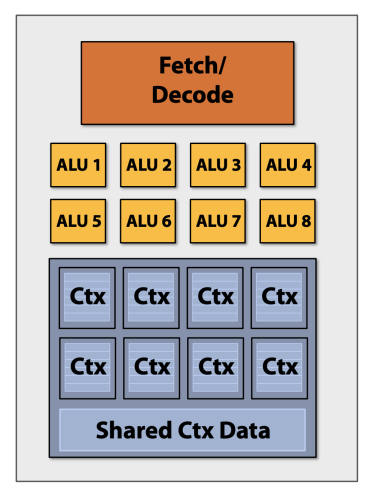 Fetch/
Decode
ALU 1 ALU 2 ALU 3 ALU 4
ALU 5 ALU 6 ALU 7 ALU 8
Ctx Ctx Ctx Ctx
Ctx Ctx Ctx Ctx
Shared Ctx Data